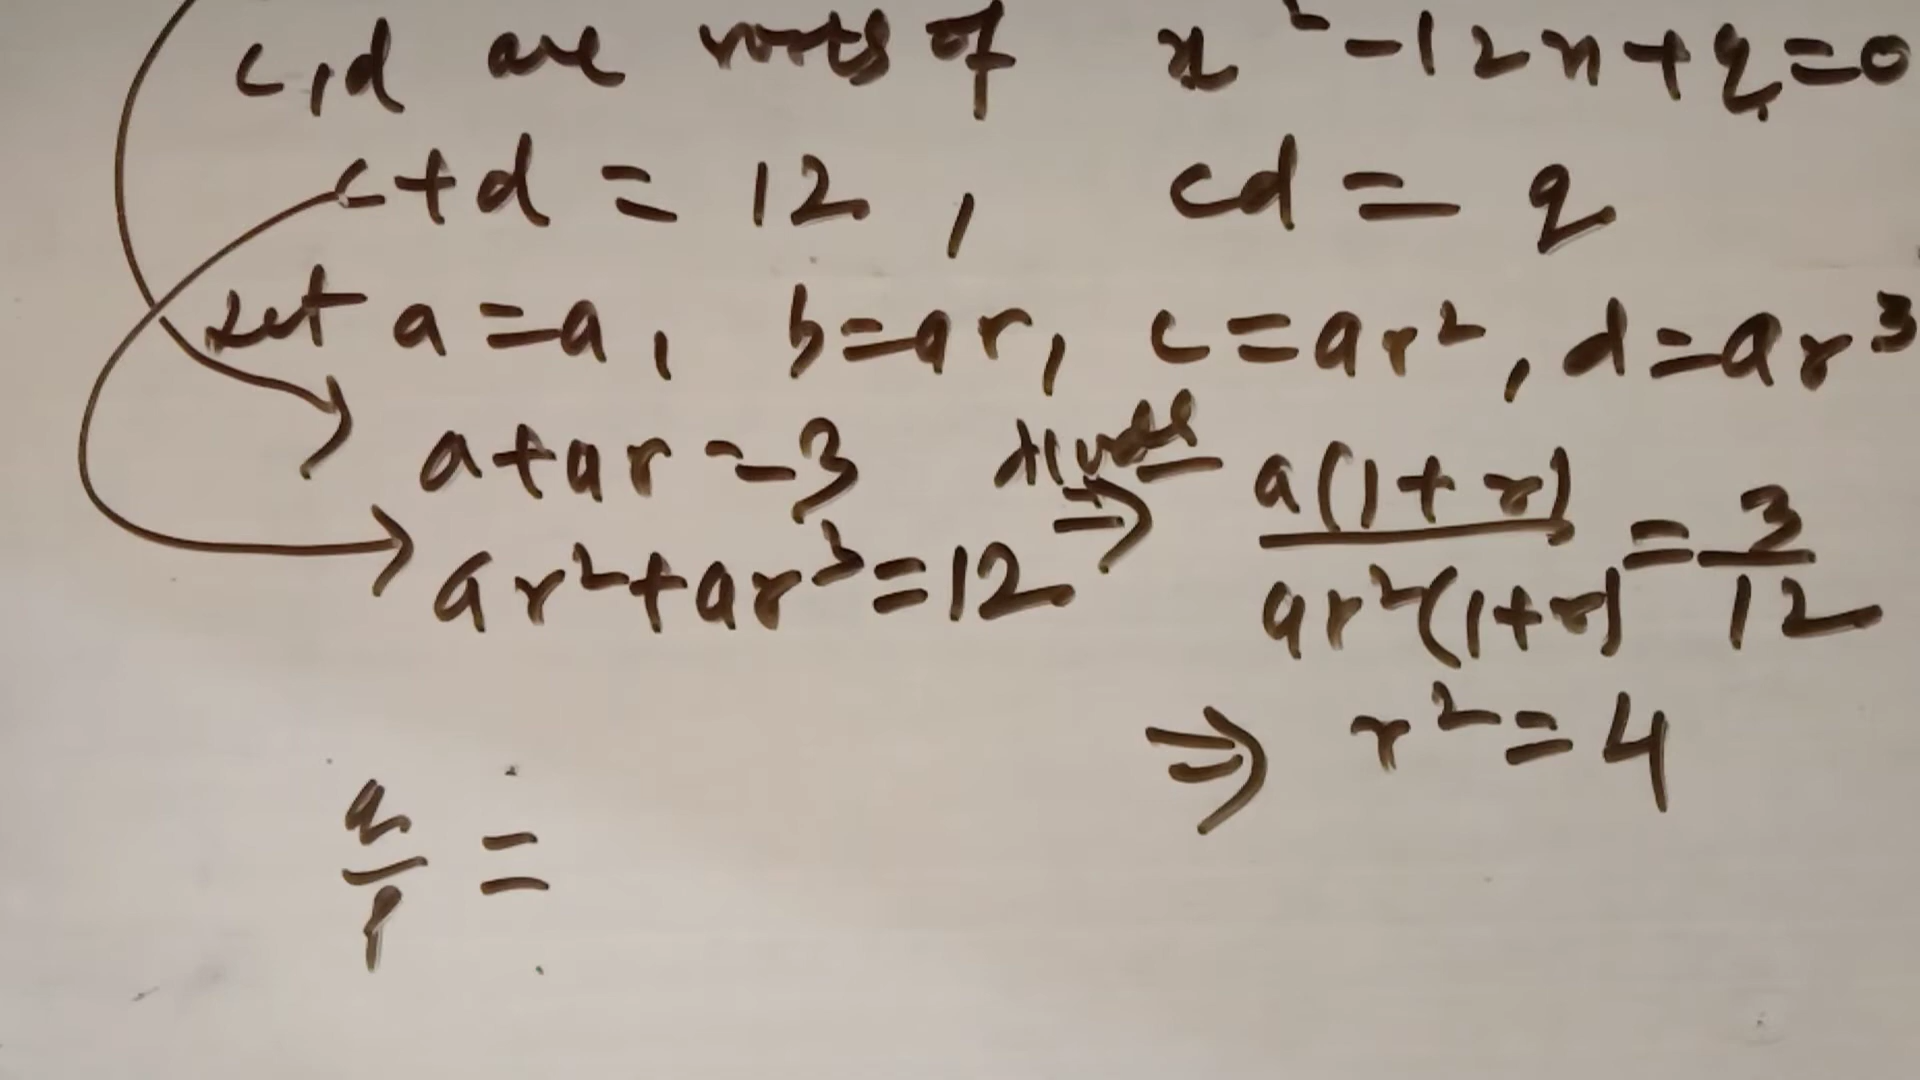 c,d are roots of x² -12x+q=0
c+d = 12, cd = q
Let a=a, b=ar, c=ar², d=ar³
a+ar=3 divide ⇒ a(1+r)/ar²(1+r) = 3/12
ar²+ar³=12
⇒ r²=4
q/p =